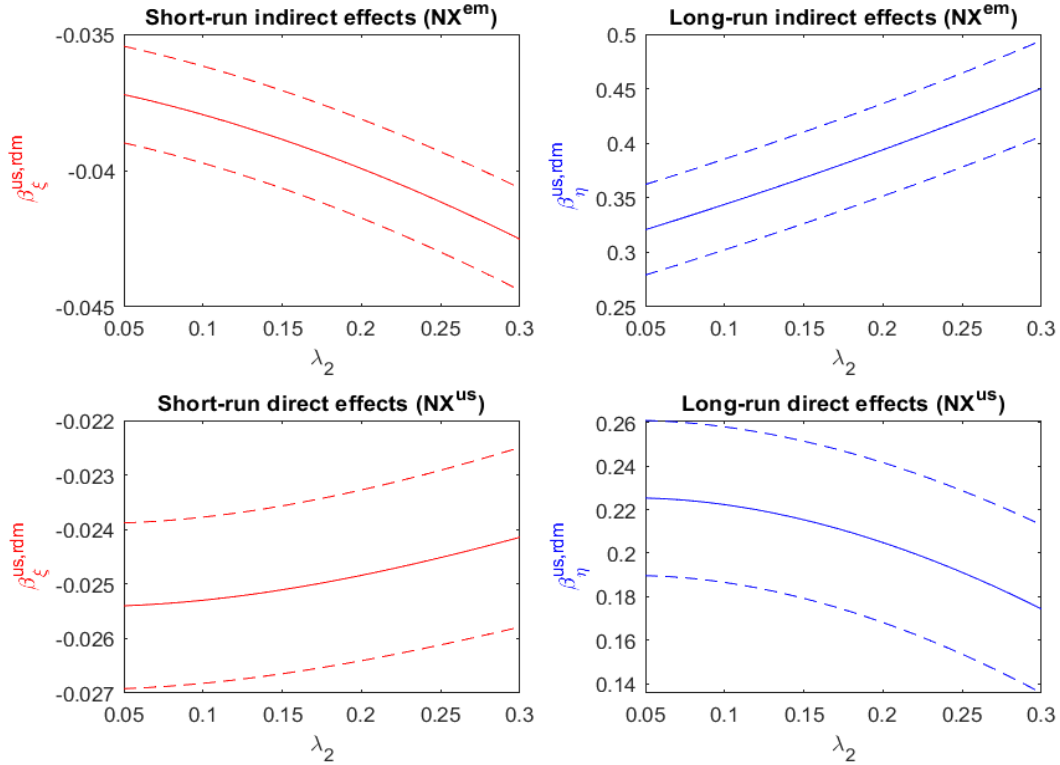 Short-run indirect effects (NX^em)
-0.035
-0.04
-0.045
β_ξ^us,rdm
0.05 0.1 0.15 0.2 0.25 0.3
λ_2
Long-run indirect effects (NX^em)
0.5
0.45
0.4
0.35
0.3
0.25
β_η^us,rdm
0.05 0.1 0.15 0.2 0.25 0.3
λ_2
Short-run direct effects (NX^us)
-0.022
-0.023
-0.024
-0.025
-0.026
-0.027
β_ξ^us,rdm
0.05 0.1 0.15 0.2 0.25 0.3
λ_2
Long-run direct effects (NX^us)
0.26
0.24
0.22
0.2
0.18
0.16
0.14
β_η^us,rdm
0.05 0.1 0.15 0.2 0.25 0.3
λ_2